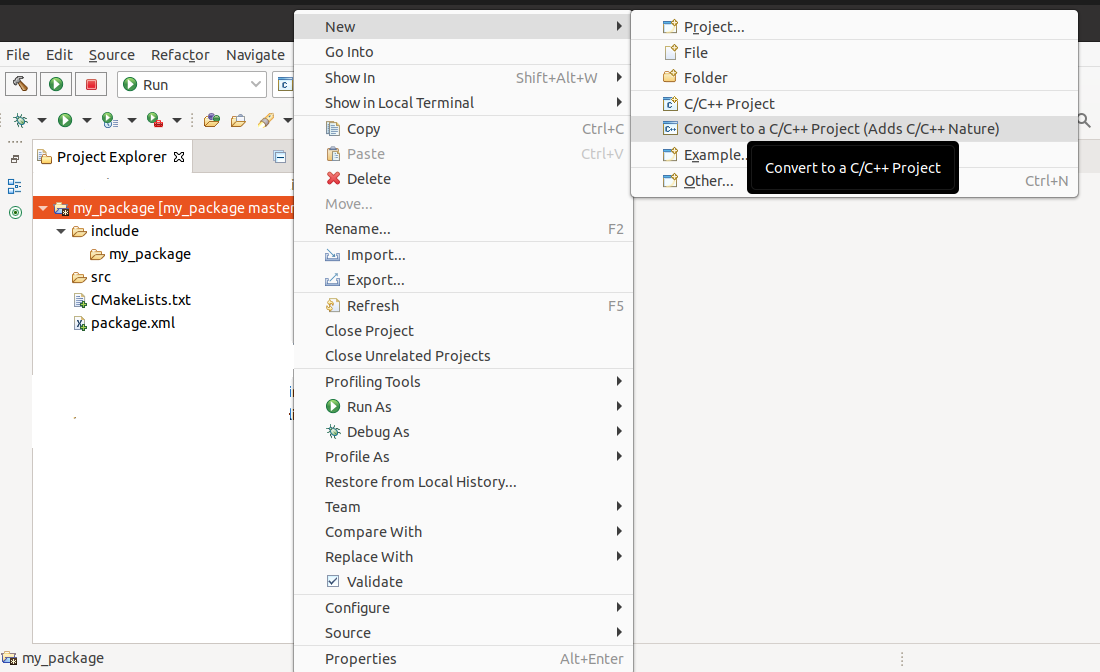 File Edit Source Refactor Navigate
Run
Project Explorer
my_package [my_package master
include
my_package
src
CMakeLists.txt
package.xml
my_package
New
Go Into
Show In Shift+Alt+W
Show in Local Terminal
Copy Ctrl+C
Paste Ctrl+V
Delete
Move...
Rename... F2
Import...
Export...
Refresh F5
Close Project
Close Unrelated Projects
Profiling Tools
Run As
Debug As
Profile As
Restore from Local History...
Team
Compare With
Replace With
Validate
Configure
Source
Properties Alt+Enter
Project...
File
Folder
C/C++ Project
Convert to a C/C++ Project (Adds C/C++ Nature)
Example..
Other... Ctrl+N
Convert to a C/C++ Project